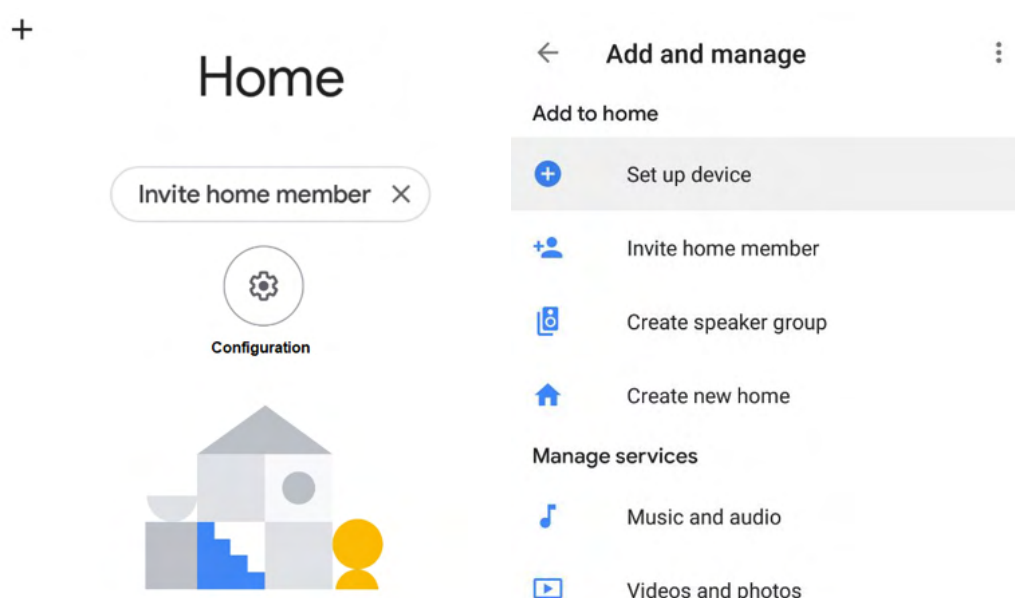 Home
Invite home member
Configuration
Add and manage
Add to home
Set up device
Invite home member
Create speaker group
Create new home
Manage services
Music and audio
Videos and photos